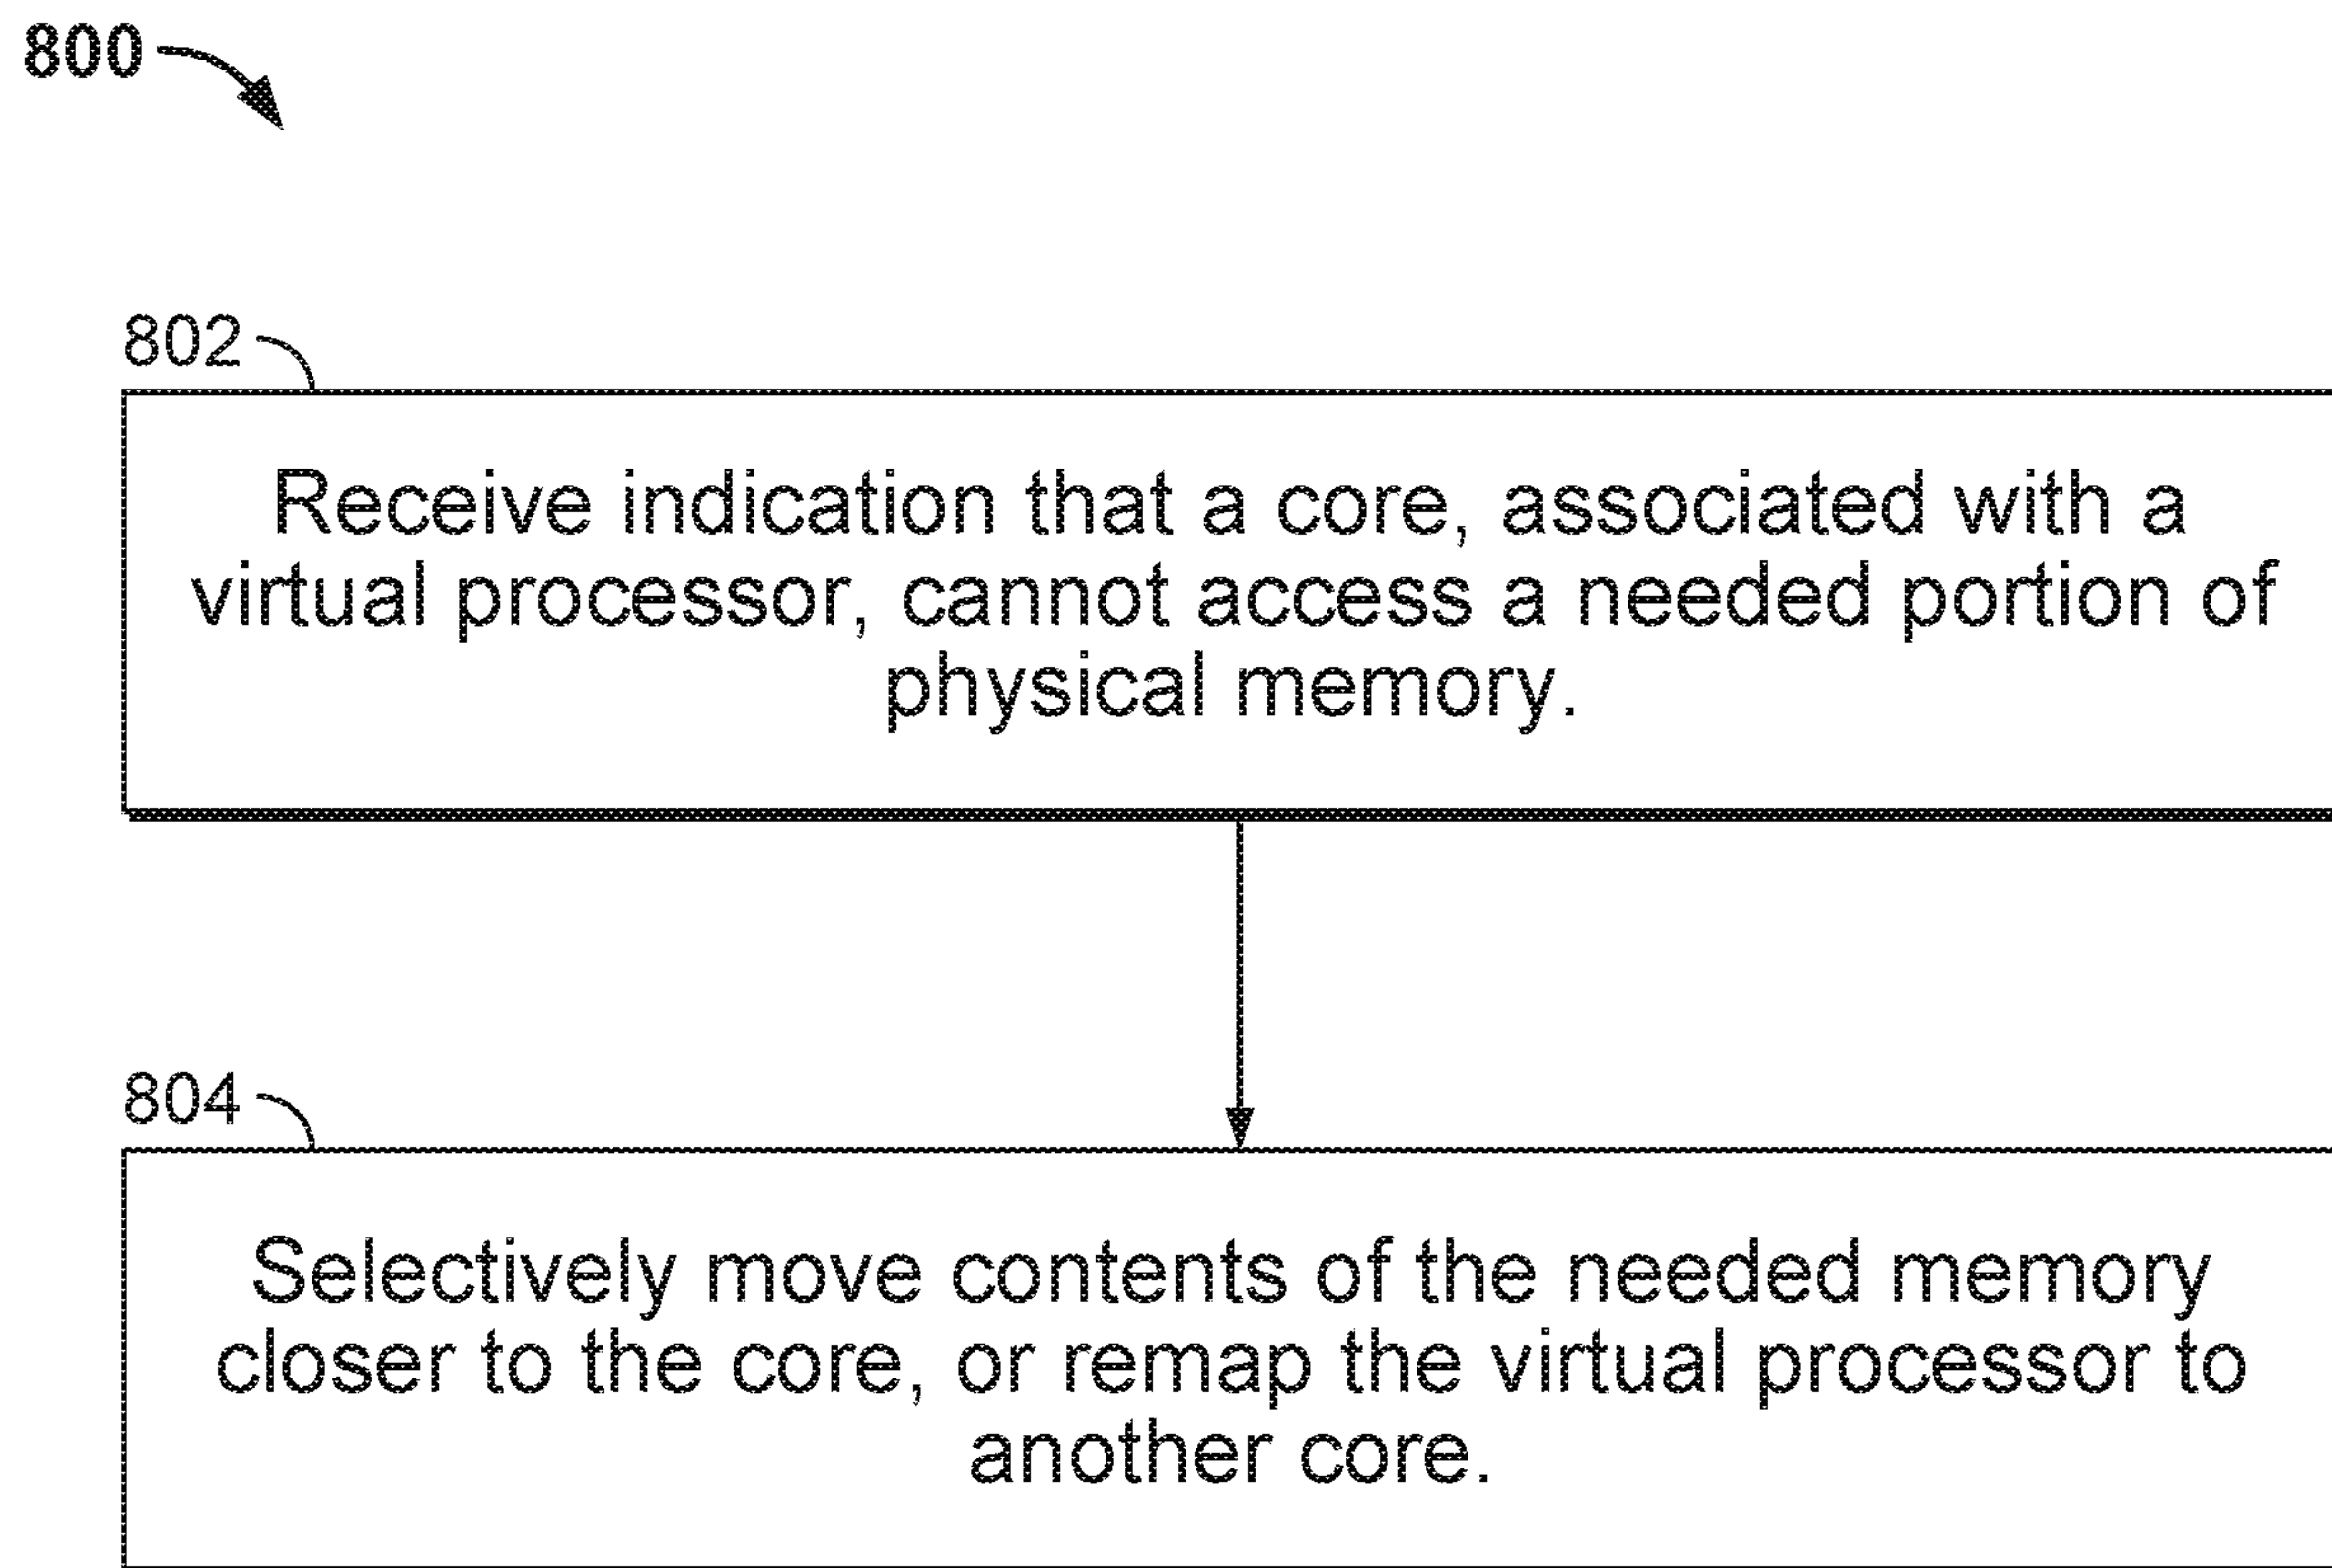 800
802
Receive indication that a core, associated with a
virtual processor, cannot access a needed portion of
physical memory.
804
Selectively move contents of the needed memory
closer to the core, or remap the virtual processor to
another core.